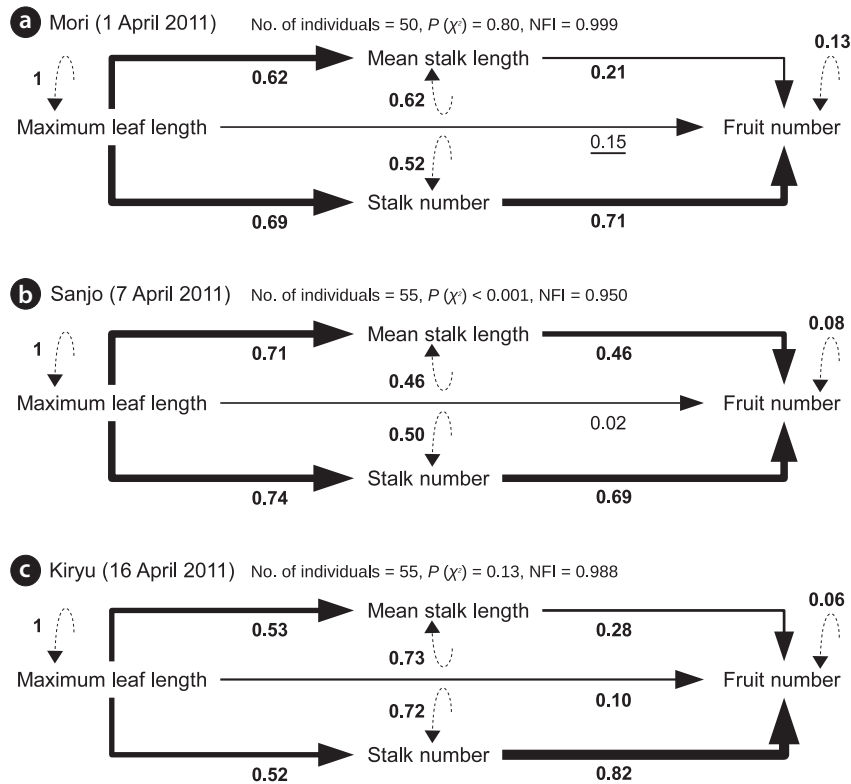 a Mori (1 April 2011) No. of individuals = 50, P (χ²) = 0.80, NFI = 0.999
0.13
1
Mean stalk length
0.62
0.21
0.62
Maximum leaf length
Fruit number
0.15
0.52
Stalk number
0.69
0.71
b Sanjo (7 April 2011) No. of individuals = 55, P (χ²) < 0.001, NFI = 0.950
0.08
1
Mean stalk length
0.71
0.46
0.46
Maximum leaf length
Fruit number
0.02
0.50
Stalk number
0.74
0.69
c Kiryu (16 April 2011) No. of individuals = 55, P (χ²) = 0.13, NFI = 0.988
0.06
1
Mean stalk length
0.53
0.28
0.73
Maximum leaf length
Fruit number
0.10
0.72
Stalk number
0.52
0.82